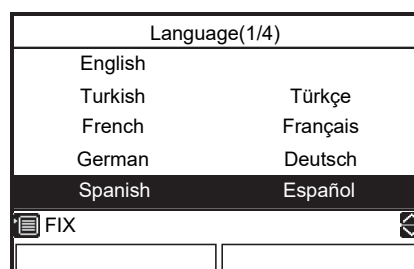 Language(1/4)
English
Turkish Türkçe
French Français
German Deutsch
Spanish Español
FIX